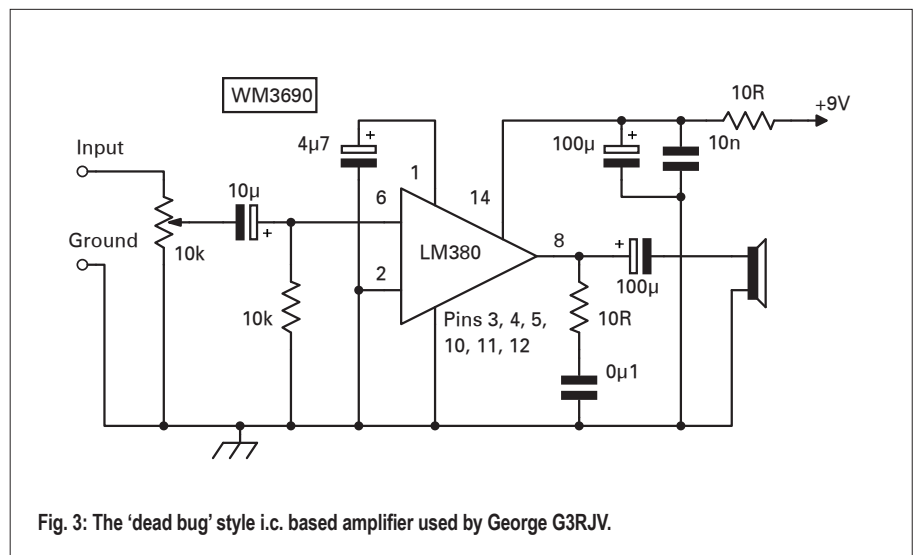 WM3690
10R
+9V
4µ7
+
100µ
+
10n
Input
1
10µ
6
14
+
10k
LM380
8
+
Ground
2
100µ
10k
Pins 3, 4, 5,
10, 11, 12
10R
0µ1
Fig. 3: The ‘dead bug’ style i.c. based amplifier used by George G3RJV.